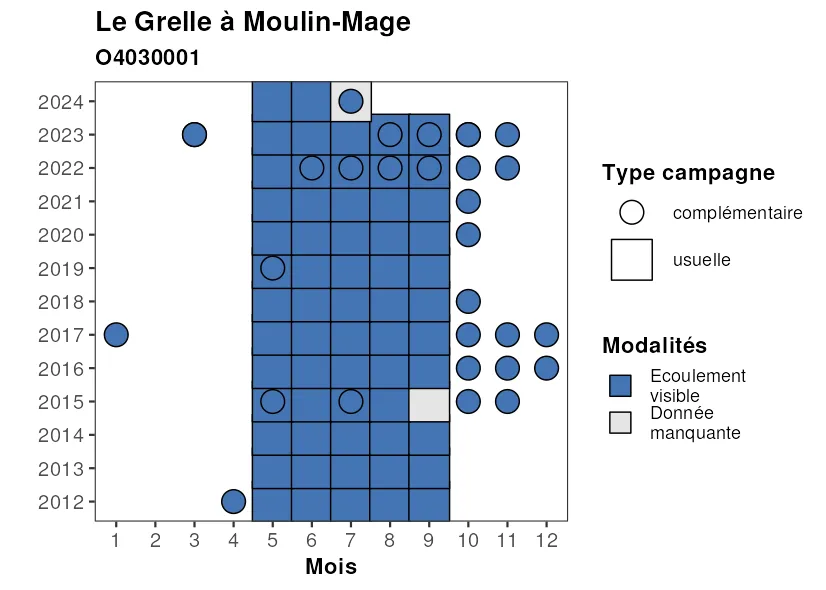 Le Grelle à Moulin-Mage
O4030001
2024
2023
2022
2021
2020
2019
2018
2017
2016
2015
2014
2013
2012
1 2 3 4 5 6 7 8 9 10 11 12
Mois
Type campagne
complémentaire
usuelle
Modalités
Ecoulement
visible
Donnée
manquante